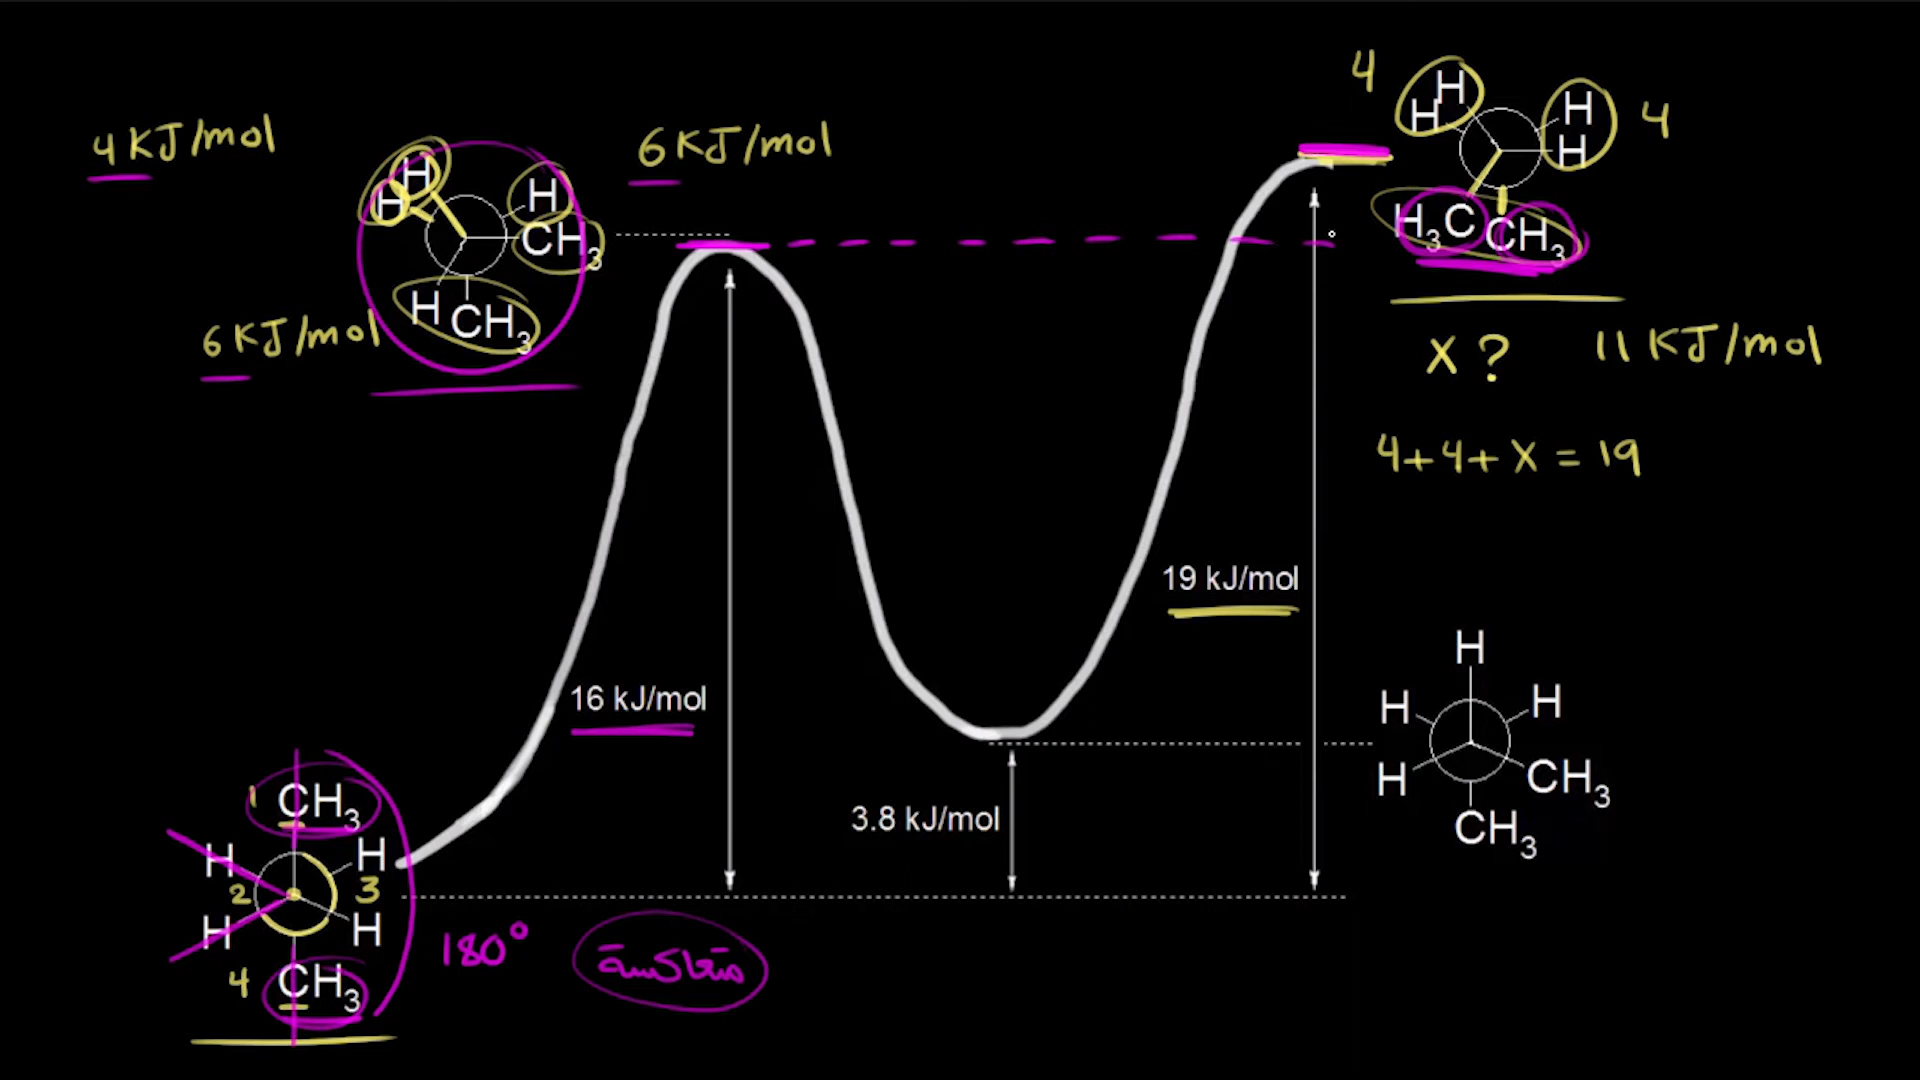 4 KJ/mol
H
H
H
CH3
H
CH3
6 KJ/mol
6 KJ/mol
4
H
H
H
H
4
H3C
CH3
X ?
11 KJ/mol
4+4+X=19
19 kJ/mol
16 kJ/mol
3.8 kJ/mol
H
H
H
H
CH3
CH3
1
CH3
H
H
2
3
H
H
4
CH3
180°
متعاكسة